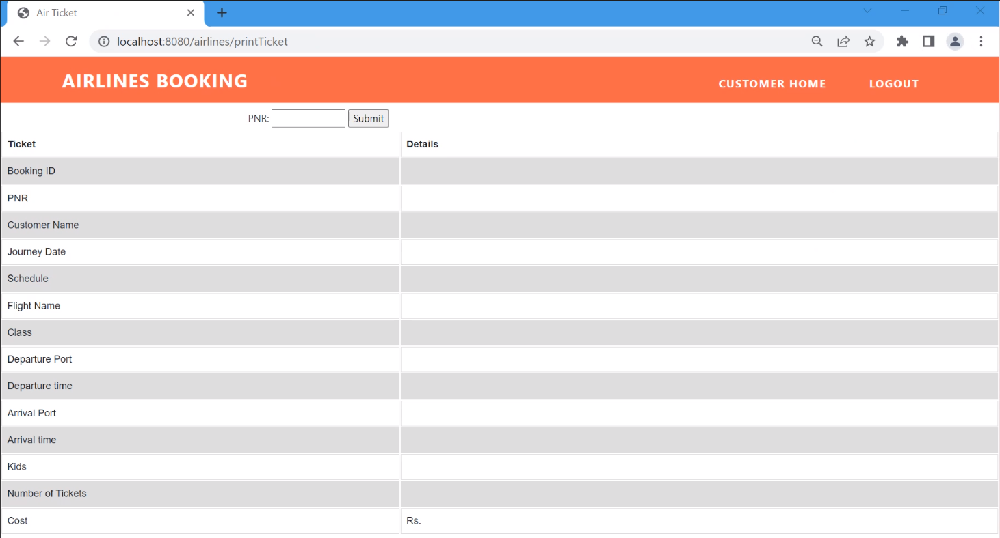 Air Ticket
localhost:8080/airlines/printTicket
AIRLINES BOOKING CUSTOMER HOME LOGOUT
PNR: Submit
Ticket Details
Booking ID
PNR
Customer Name
Journey Date
Schedule
Flight Name
Class
Departure Port
Departure time
Arrival Port
Arrival time
Kids
Number of Tickets
Cost Rs.